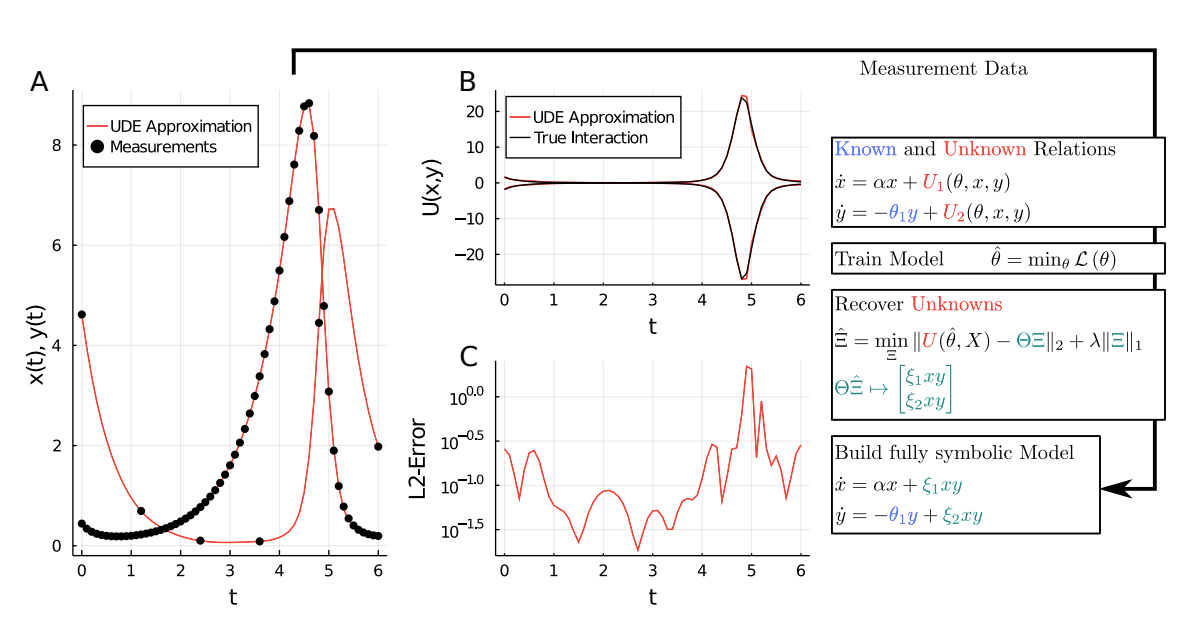 A
UDE Approximation
Measurements
x(t), y(t)
8
6
4
2
0
0 1 2 3 4 5 6
t
B
UDE Approximation
True Interaction
U(x,y)
20
10
0
−10
−20
0 1 2 3 4 5 6
t
C
L2-Error
10^0.0
10^−0.5
10^−1.0
10^−1.5
0 1 2 3 4 5 6
t
Measurement Data
Known and Unknown Relations
ẋ = αx + U₁(θ, x, y)
ẏ = −θ₁y + U₂(θ, x, y)
Train Model θ̂ = min_θ ℒ (θ)
Recover Unknowns
Ξ̂ = min_Ξ ‖U(θ̂, X) − ΘΞ‖₂ + λ‖Ξ‖₁
ΘΞ̂ ↦ [ξ₁xy
ξ₂xy]
Build fully symbolic Model
ẋ = αx + ξ₁xy
ẏ = −θ₁y + ξ₂xy